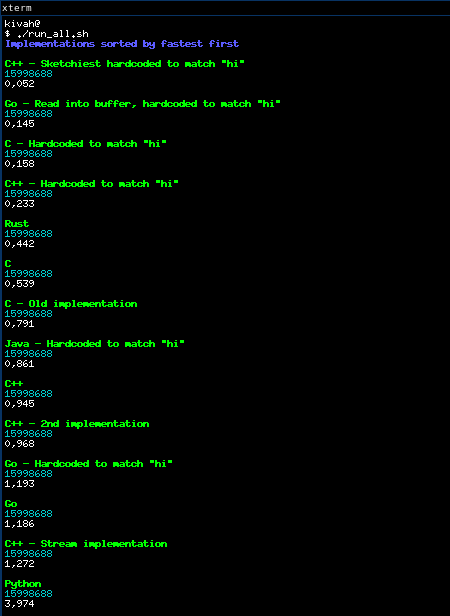 xterm
kivah@
$ ./run_all.sh
Implementations sorted by fastest first
C++ - Sketchiest hardcoded to match "hi"
15998688
0,052
Go - Read into buffer, hardcoded to match "hi"
15998688
0,145
C - Hardcoded to match "hi"
15998688
0,158
C++ - Hardcoded to match "hi"
15998688
0,233
Rust
15998688
0,442
C
15998688
0,539
C - Old implementation
15998688
0,791
Java - Hardcoded to match "hi"
15998688
0,861
C++
15998688
0,945
C++ - 2nd implementation
15998688
0,968
Go - Hardcoded to match "hi"
15998688
1,193
Go
15998688
1,186
C++ - Stream implementation
15998688
1,272
Python
15998688
3,974